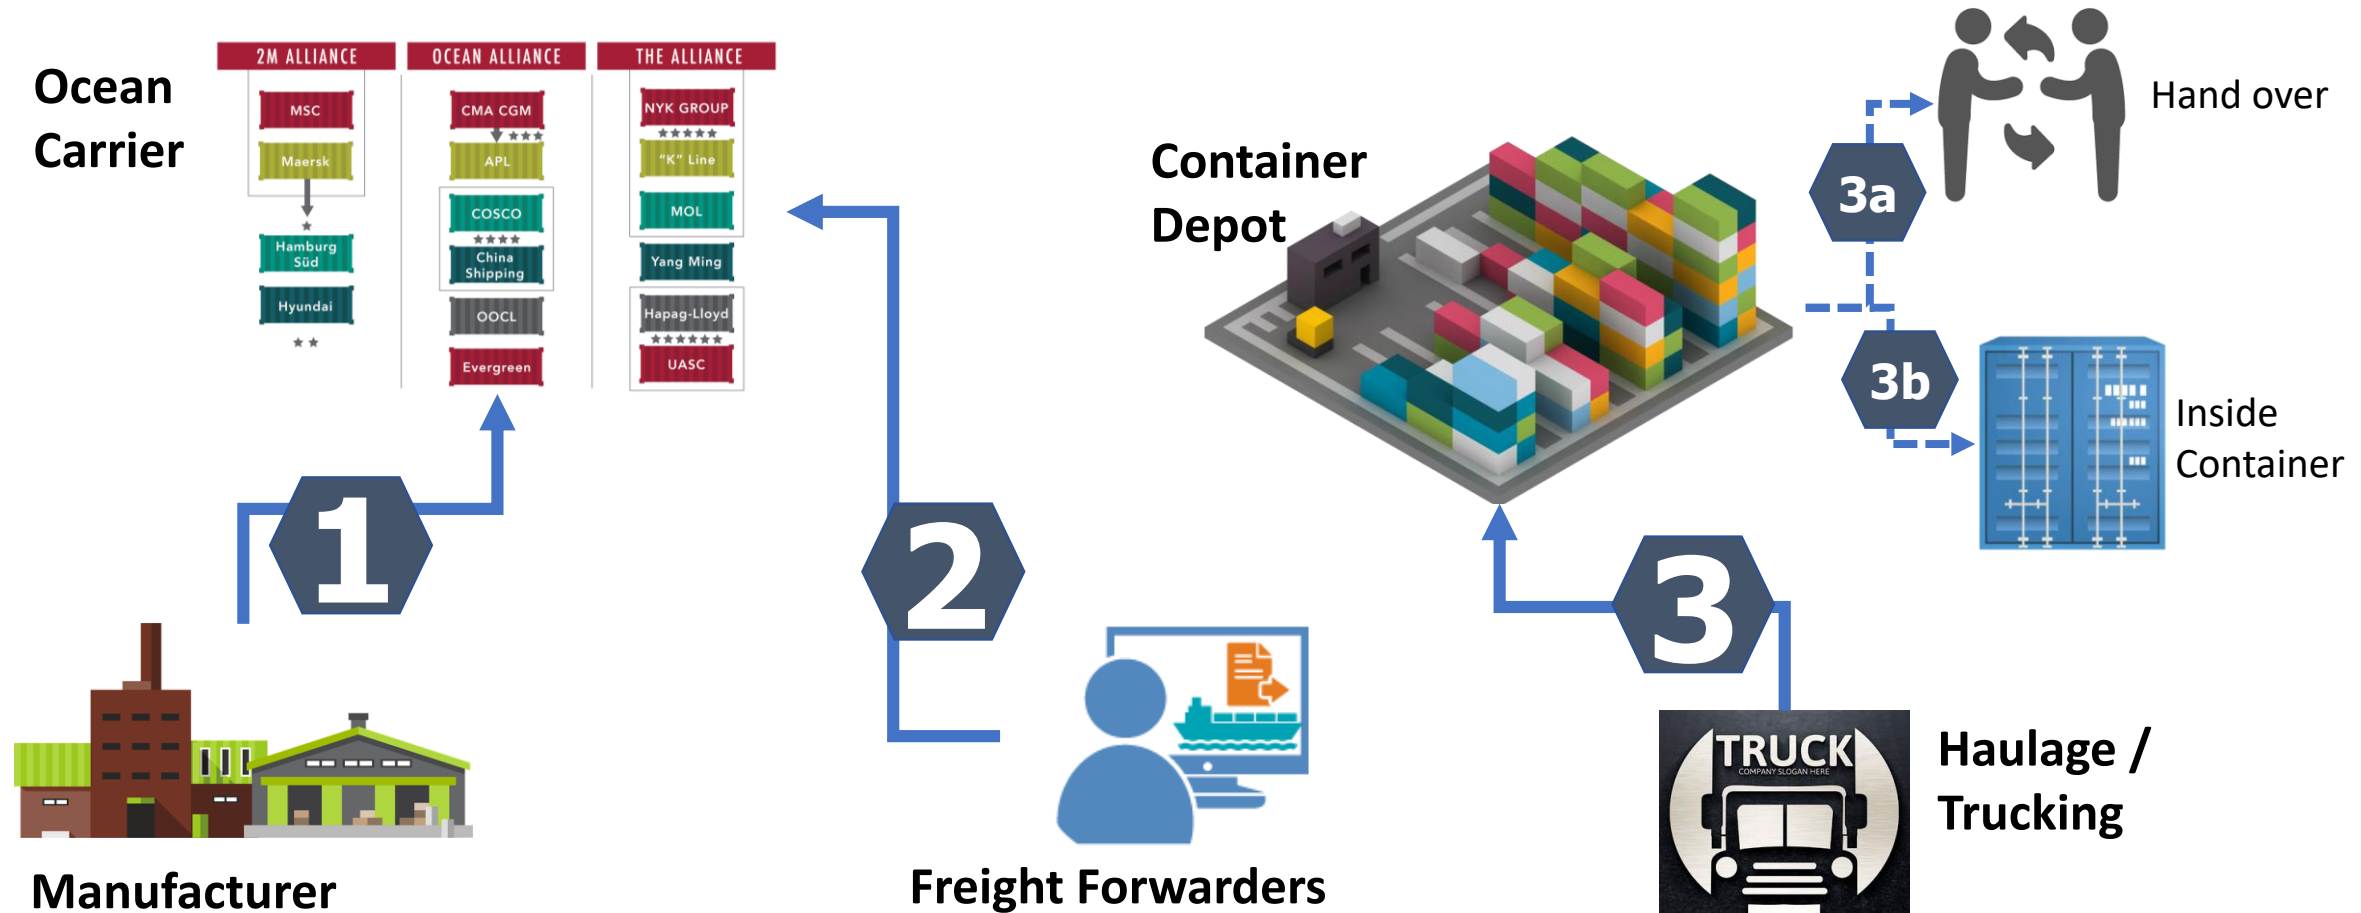 Ocean
Carrier
2M ALLIANCE
MSC
Maersk
Hamburg
Süd
Hyundai
OCEAN ALLIANCE
CMA CGM
APL
COSCO
China
Shipping
OOCL
Evergreen
THE ALLIANCE
NYK GROUP
"K" Line
MOL
Yang Ming
Hapag-Lloyd
UASC
Container
Depot
3a
Hand over
3b
Inside
Container
1
2
3
TRUCK
COMPANY SLOGAN HERE
Haulage /
Trucking
Manufacturer
Freight Forwarders